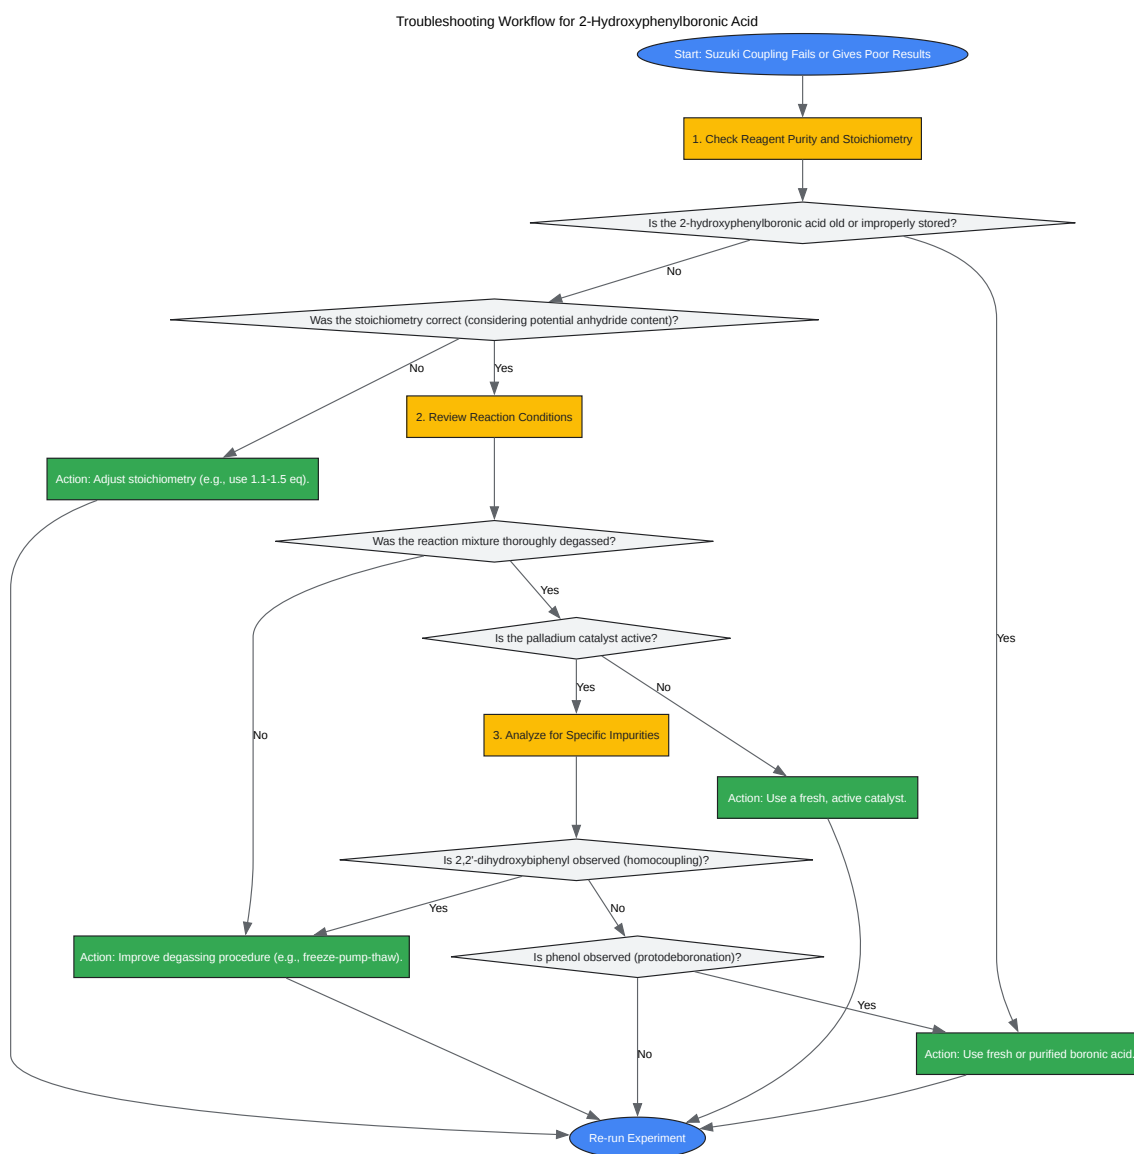 Troubleshooting Workflow for 2-Hydroxyphenylboronic Acid
Start: Suzuki Coupling Fails or Gives Poor Results
1. Check Reagent Purity and Stoichiometry
Is the 2-hydroxyphenylboronic acid old or improperly stored?
No
Was the stoichiometry correct (considering potential anhydride content)?
No
Yes
2. Review Reaction Conditions
Action: Adjust stoichiometry (e.g., use 1.1-1.5 eq).
Was the reaction mixture thoroughly degassed?
Yes
Is the palladium catalyst active?
Yes
Yes
No
No
3. Analyze for Specific Impurities
Action: Use a fresh, active catalyst.
Is 2,2'-dihydroxybiphenyl observed (homocoupling)?
Yes
No
Action: Improve degassing procedure (e.g., freeze-pump-thaw).
Is phenol observed (protodeboronation)?
Yes
No
Action: Use fresh or purified boronic acid.
Re-run Experiment